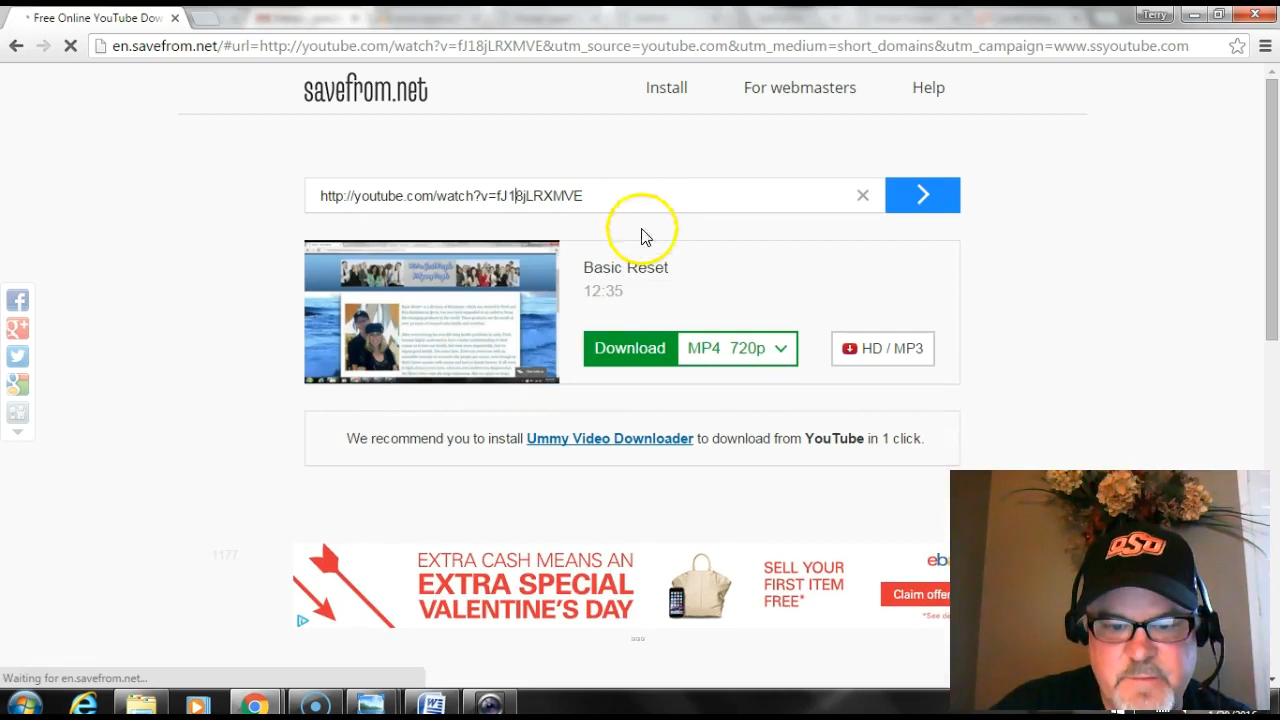 Free Online YouTube Dow
Terry
en.savefrom.net/#url=http://youtube.com/watch?v=fJ18jLRXMVE&utm_source=youtube.com&utm_medium=short_domains&utm_campaign=www.ssyoutube.com
savefrom.net
Install
For webmasters
Help
http://youtube.com/watch?v=fJ18jLRXMVE
Basic Reset
12:35
Download
MP4 720p
HD / MP3
We recommend you to install Ummy Video Downloader to download from YouTube in 1 click.
1177
EXTRA CASH MEANS AN
EXTRA SPECIAL
VALENTINE'S DAY
SELL YOUR
FIRST ITEM
FREE*
eb
Claim offer
*See de
OSU
Waiting for en.savefrom.net...